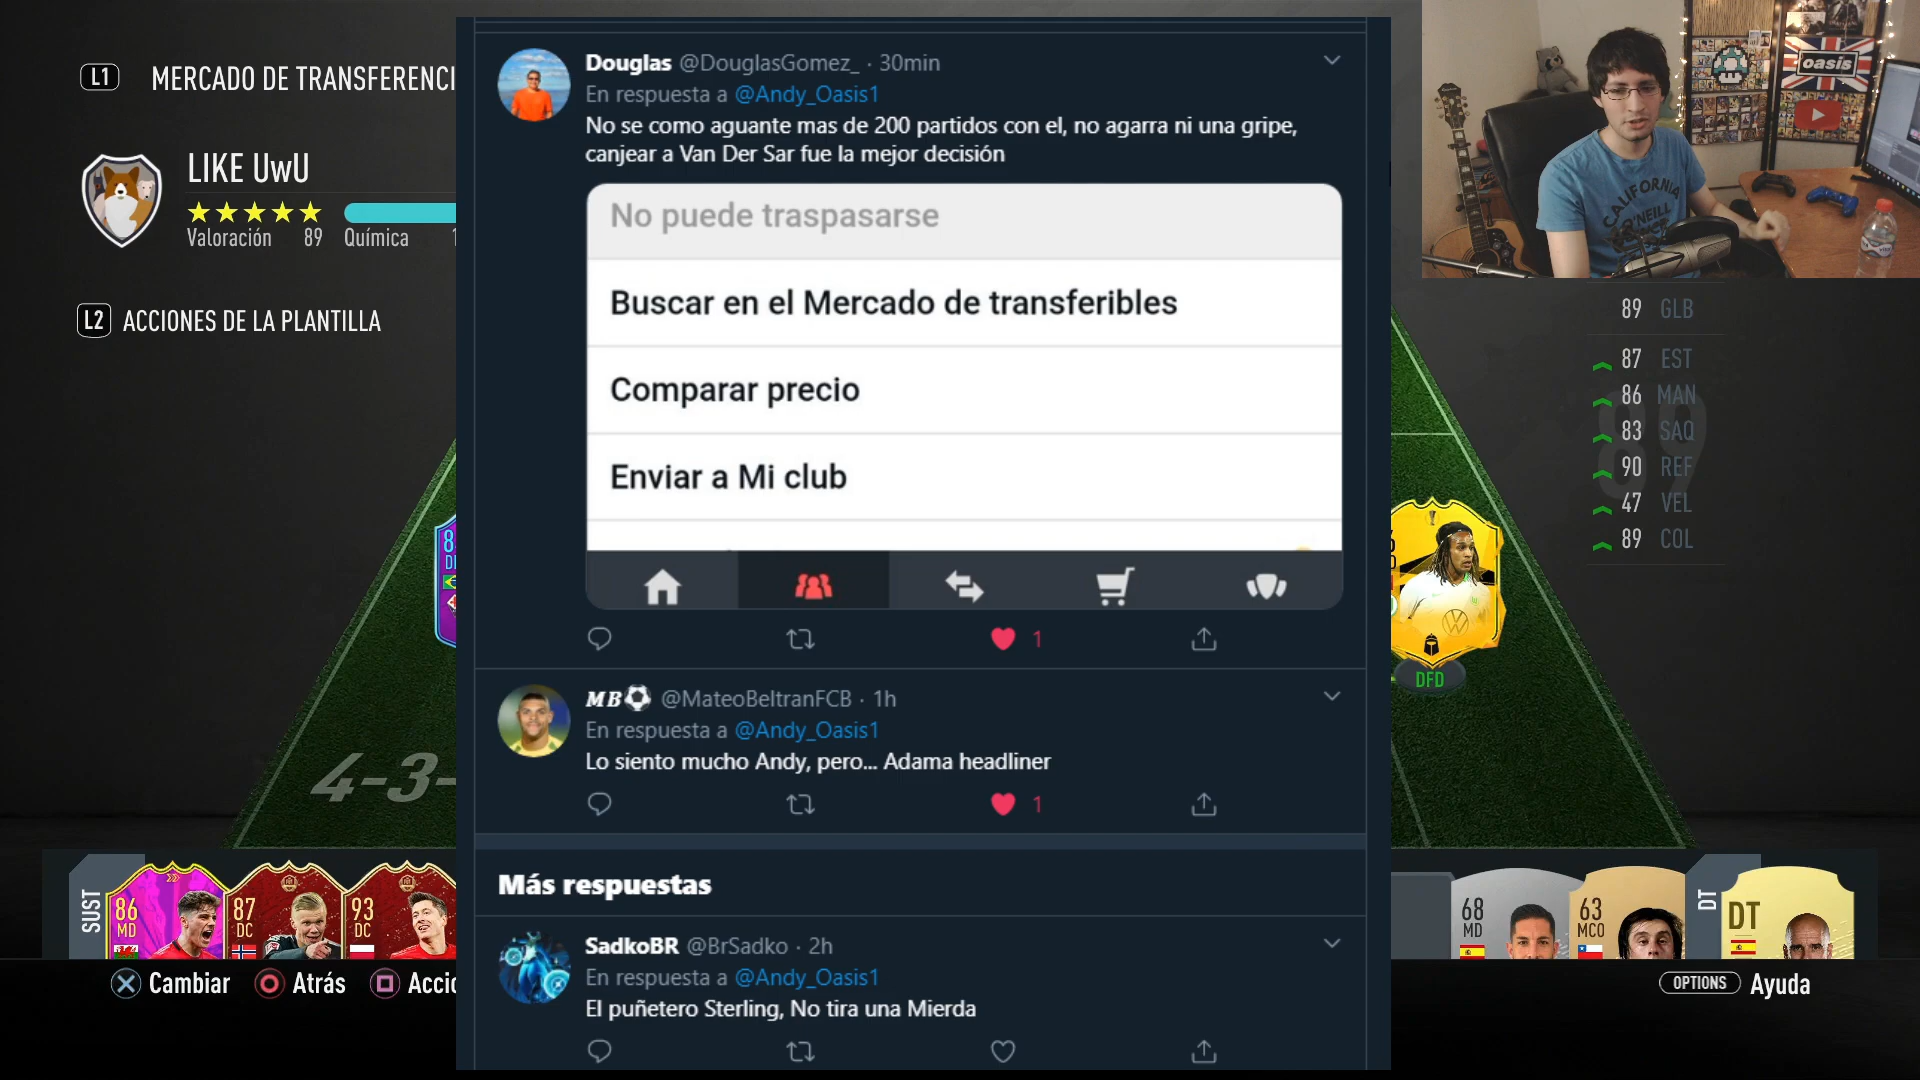 L1 MERCADO DE TRANSFERENCI
LIKE UwU
Valoración 89 Química 1
L2 ACCIONES DE LA PLANTILLA
Douglas @DouglasGomez_ · 30min
En respuesta a @Andy_Oasis1
No se como aguante mas de 200 partidos con el, no agarra ni una gripe,
canjear a Van Der Sar fue la mejor decisión
No puede traspasarse
Buscar en el Mercado de transferibles
Comparar precio
Enviar a Mi club
1
MB @MateoBeltranFCB · 1h
En respuesta a @Andy_Oasis1
Lo siento mucho Andy, pero... Adama headliner
1
Más respuestas
SadkoBR @BrSadko · 2h
En respuesta a @Andy_Oasis1
El puñetero Sterling, No tira una Mierda
oasis
CALIFORNIA
O'NEILL
89 GLB
87 EST
86 MAN
83 SAQ
90 REF
47 VEL
89 COL
89
DFD
4-3-
SUST
86 MD
87 DC
93 DC
68 MD
63 MCO
DT
DT
Cambiar Atrás Accio
OPTIONS Ayuda